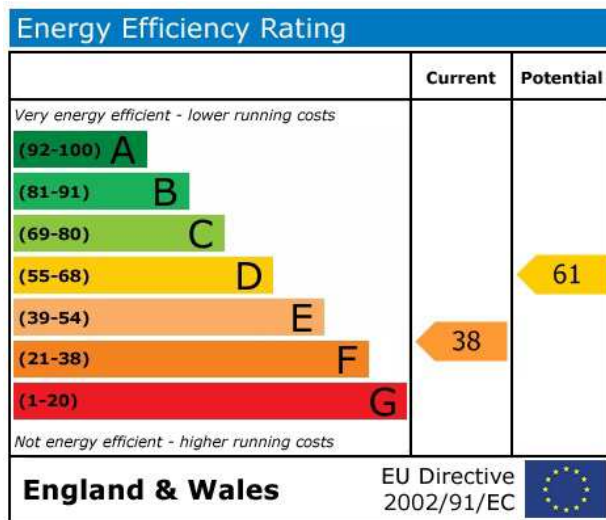 Energy Efficiency Rating
Current Potential
Very energy efficient - lower running costs
(92-100) A
(81-91) B
(69-80) C
(55-68) D
61
(39-54) E
38
(21-38) F
(1-20) G
Not energy efficient - higher running costs
England & Wales
EU Directive
2002/91/EC